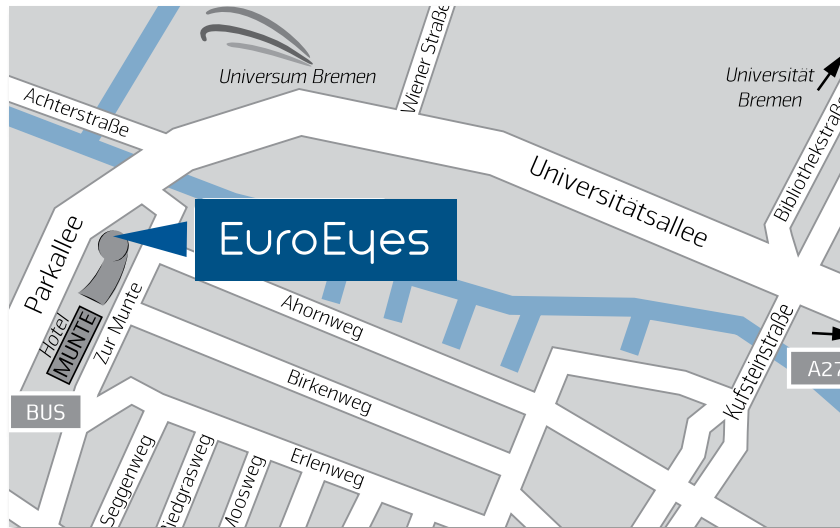 Universum Bremen
Wiener Straße
Universität
Bremen
Achterstraße
Bibliothekstraße
Universitätsallee
Parkallee
EuroEyes
Hotel
MUNTE
Zur Munte
Ahornweg
Kufsteinstraße
A27
Birkenweg
BUS
Erlenweg
Seggenweg
Riedgrasweg
Moosweg